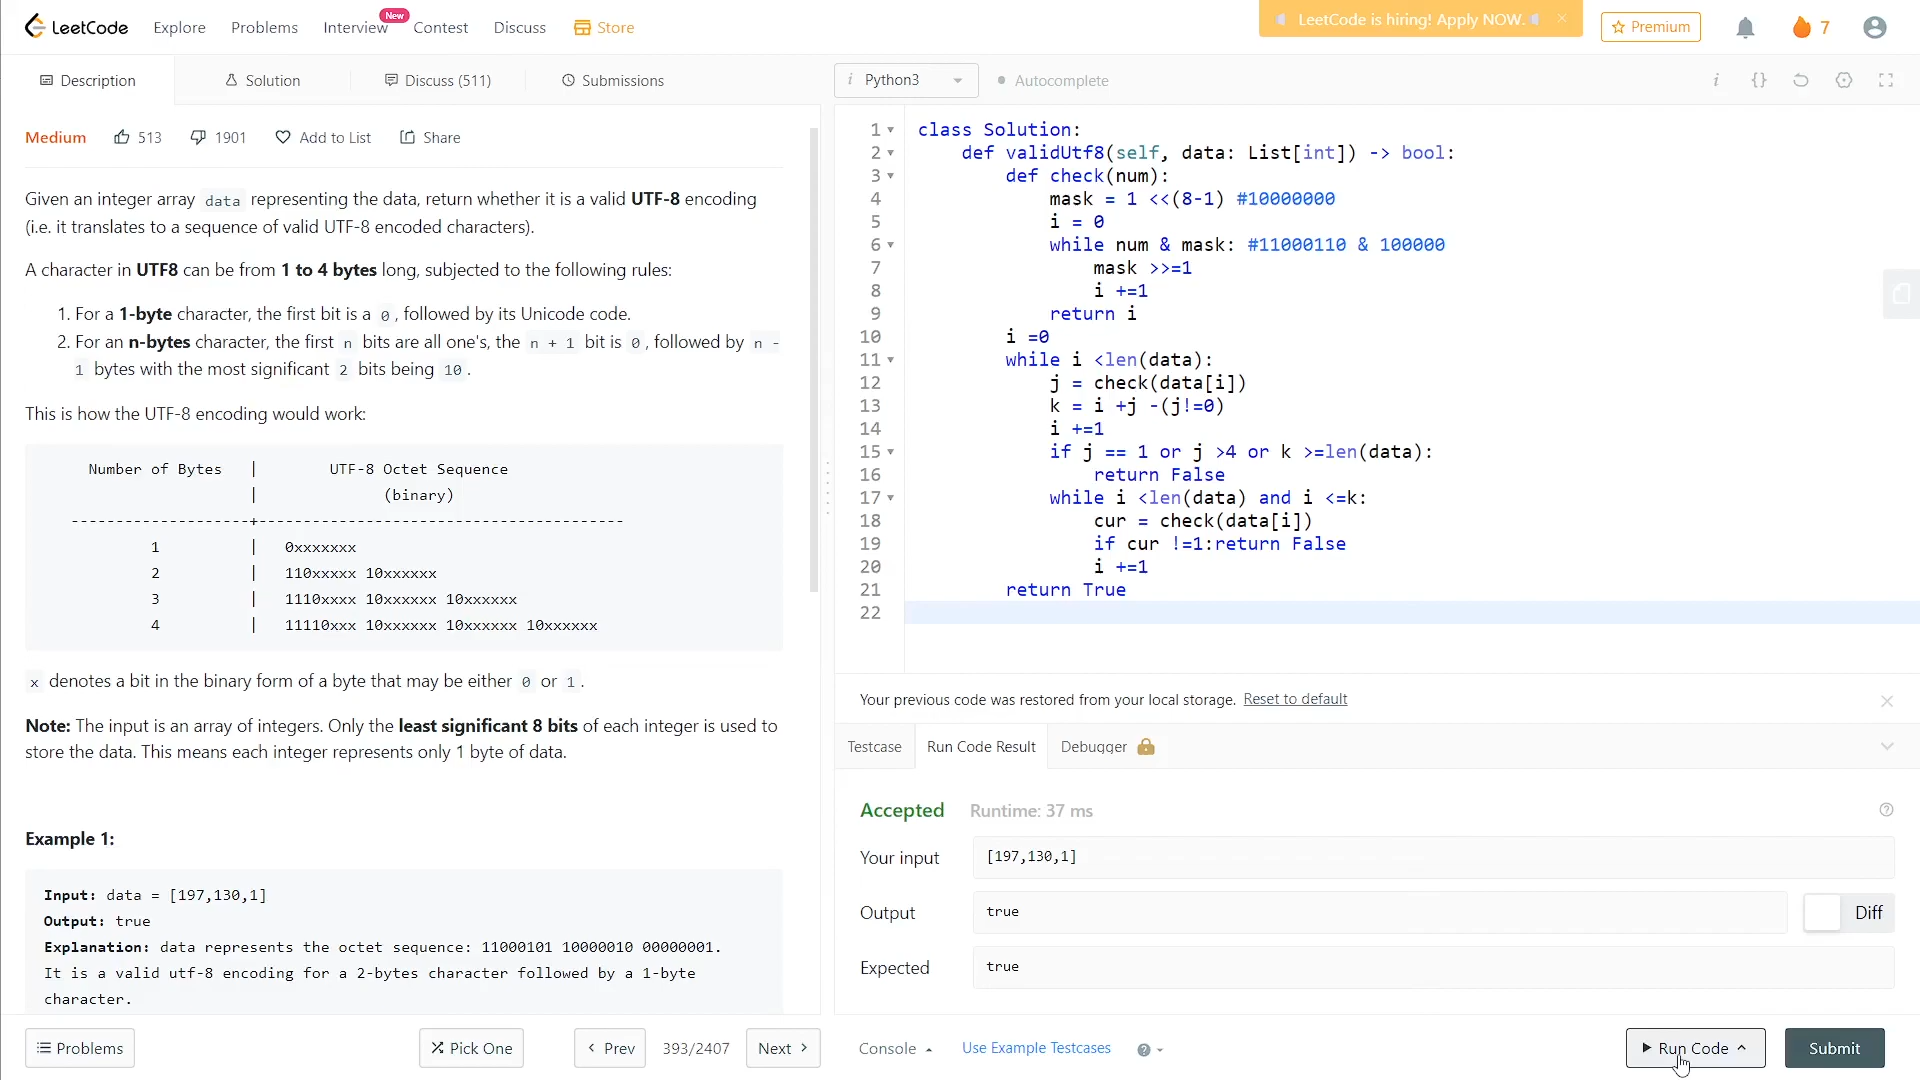 LeetCode Explore Problems Interview New Contest Discuss Store LeetCode is hiring! Apply NOW. Premium 7
Description Solution Discuss (511) Submissions
Medium 513 1901 Add to List Share
Given an integer array data representing the data, return whether it is a valid UTF-8 encoding
(i.e. it translates to a sequence of valid UTF-8 encoded characters).
A character in UTF8 can be from 1 to 4 bytes long, subjected to the following rules:
1. For a 1-byte character, the first bit is a 0, followed by its Unicode code.
2. For an n-bytes character, the first n bits are all one's, the n + 1 bit is 0, followed by n -
1 bytes with the most significant 2 bits being 10.
This is how the UTF-8 encoding would work:
Number of Bytes | UTF-8 Octet Sequence
| (binary)
--------------------+-----------------------------------------
1 | 0xxxxxxx
2 | 110xxxxx 10xxxxxx
3 | 1110xxxx 10xxxxxx 10xxxxxx
4 | 11110xxx 10xxxxxx 10xxxxxx 10xxxxxx
x denotes a bit in the binary form of a byte that may be either 0 or 1.
Note: The input is an array of integers. Only the least significant 8 bits of each integer is used to
store the data. This means each integer represents only 1 byte of data.
Example 1:
Input: data = [197,130,1]
Output: true
Explanation: data represents the octet sequence: 11000101 10000010 00000001.
It is a valid utf-8 encoding for a 2-bytes character followed by a 1-byte
character.
Problems Pick One Prev 393/2407 Next
i Python3 Autocomplete i {}
1 class Solution:
2 def validUtf8(self, data: List[int]) -> bool:
3 def check(num):
4 mask = 1 <<(8-1) #10000000
5 i = 0
6 while num & mask: #11000110 & 100000
7 mask >>=1
8 i +=1
9 return i
10 i =0
11 while i <len(data):
12 j = check(data[i])
13 k = i +j -(j!=0)
14 i +=1
15 if j == 1 or j >4 or k >=len(data):
16 return False
17 while i <len(data) and i <=k:
18 cur = check(data[i])
19 if cur !=1:return False
20 i +=1
21 return True
22
Your previous code was restored from your local storage. Reset to default
Testcase Run Code Result Debugger
Accepted Runtime: 37 ms
Your input [197,130,1]
Output true Diff
Expected true
Console Use Example Testcases Run Code Submit